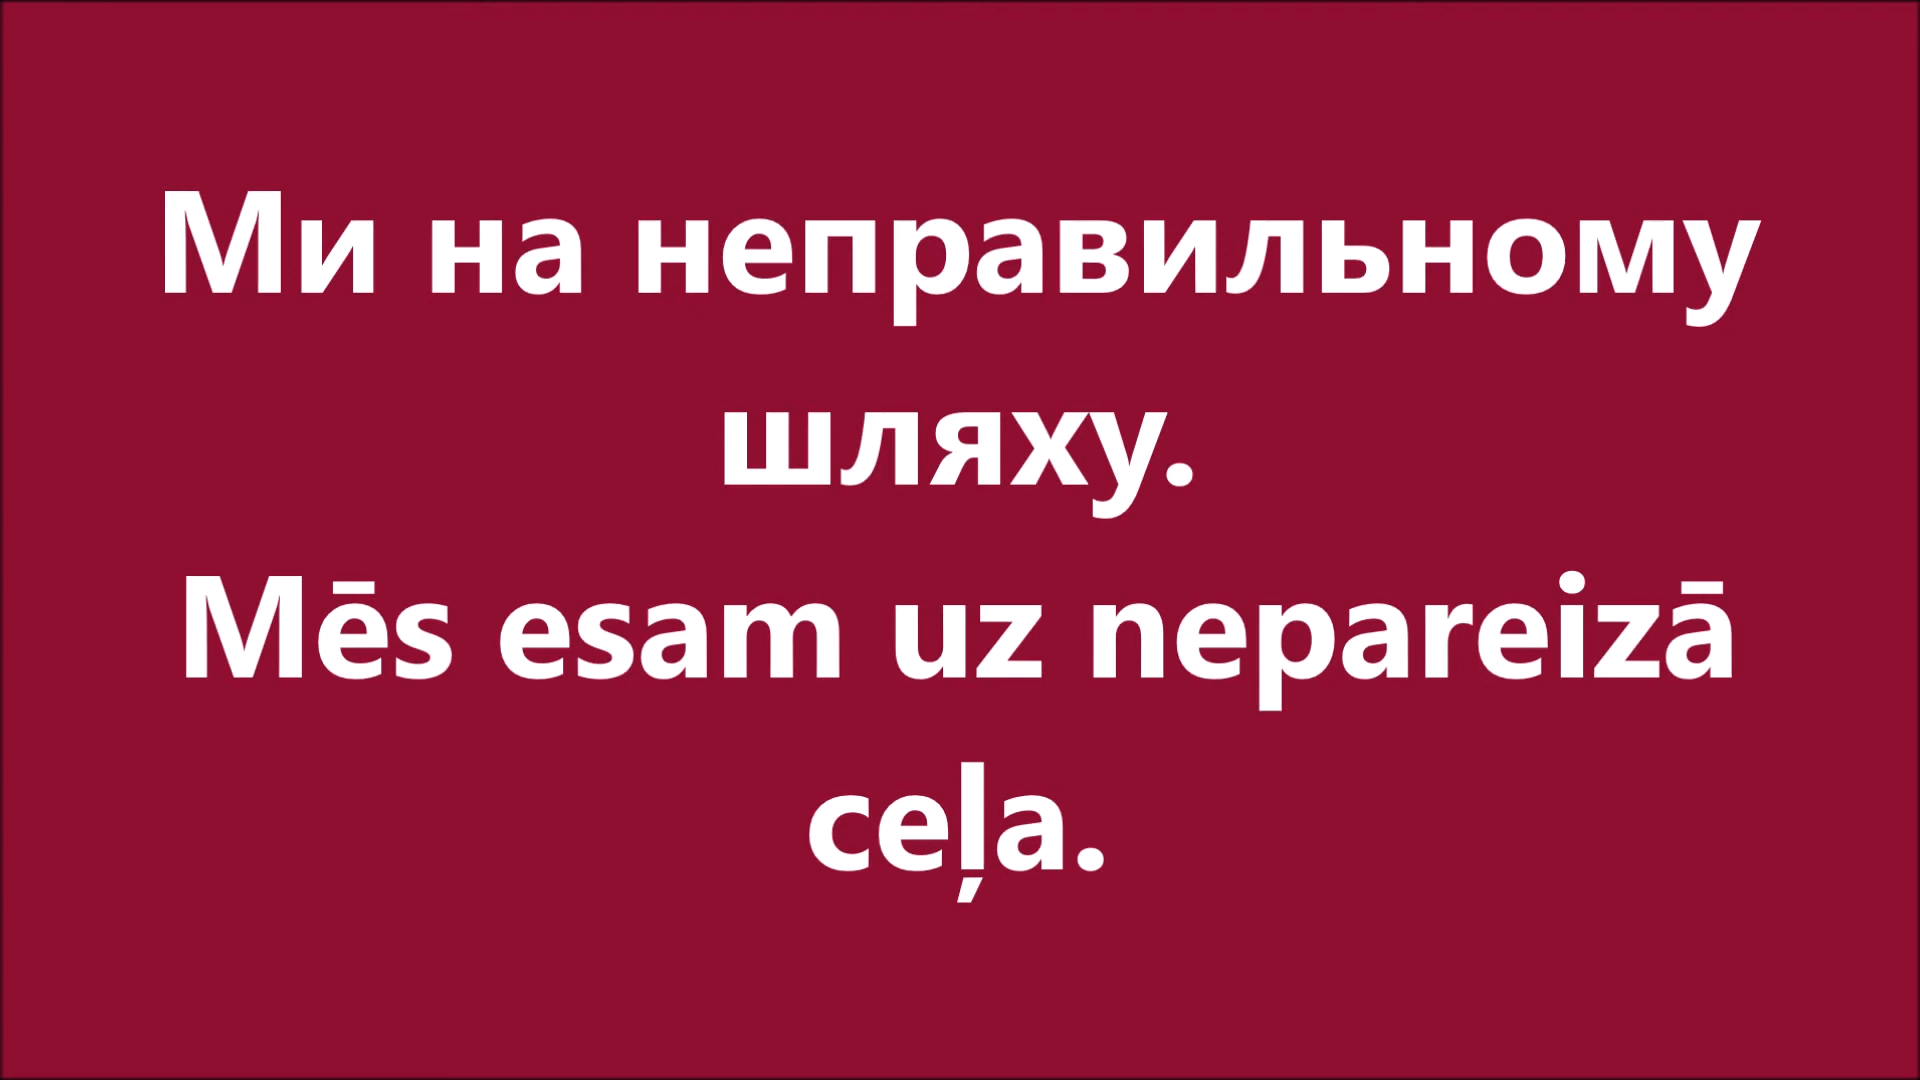 Ми на неправильному
шляху.
Mēs esam uz nepareizā
ceļa.